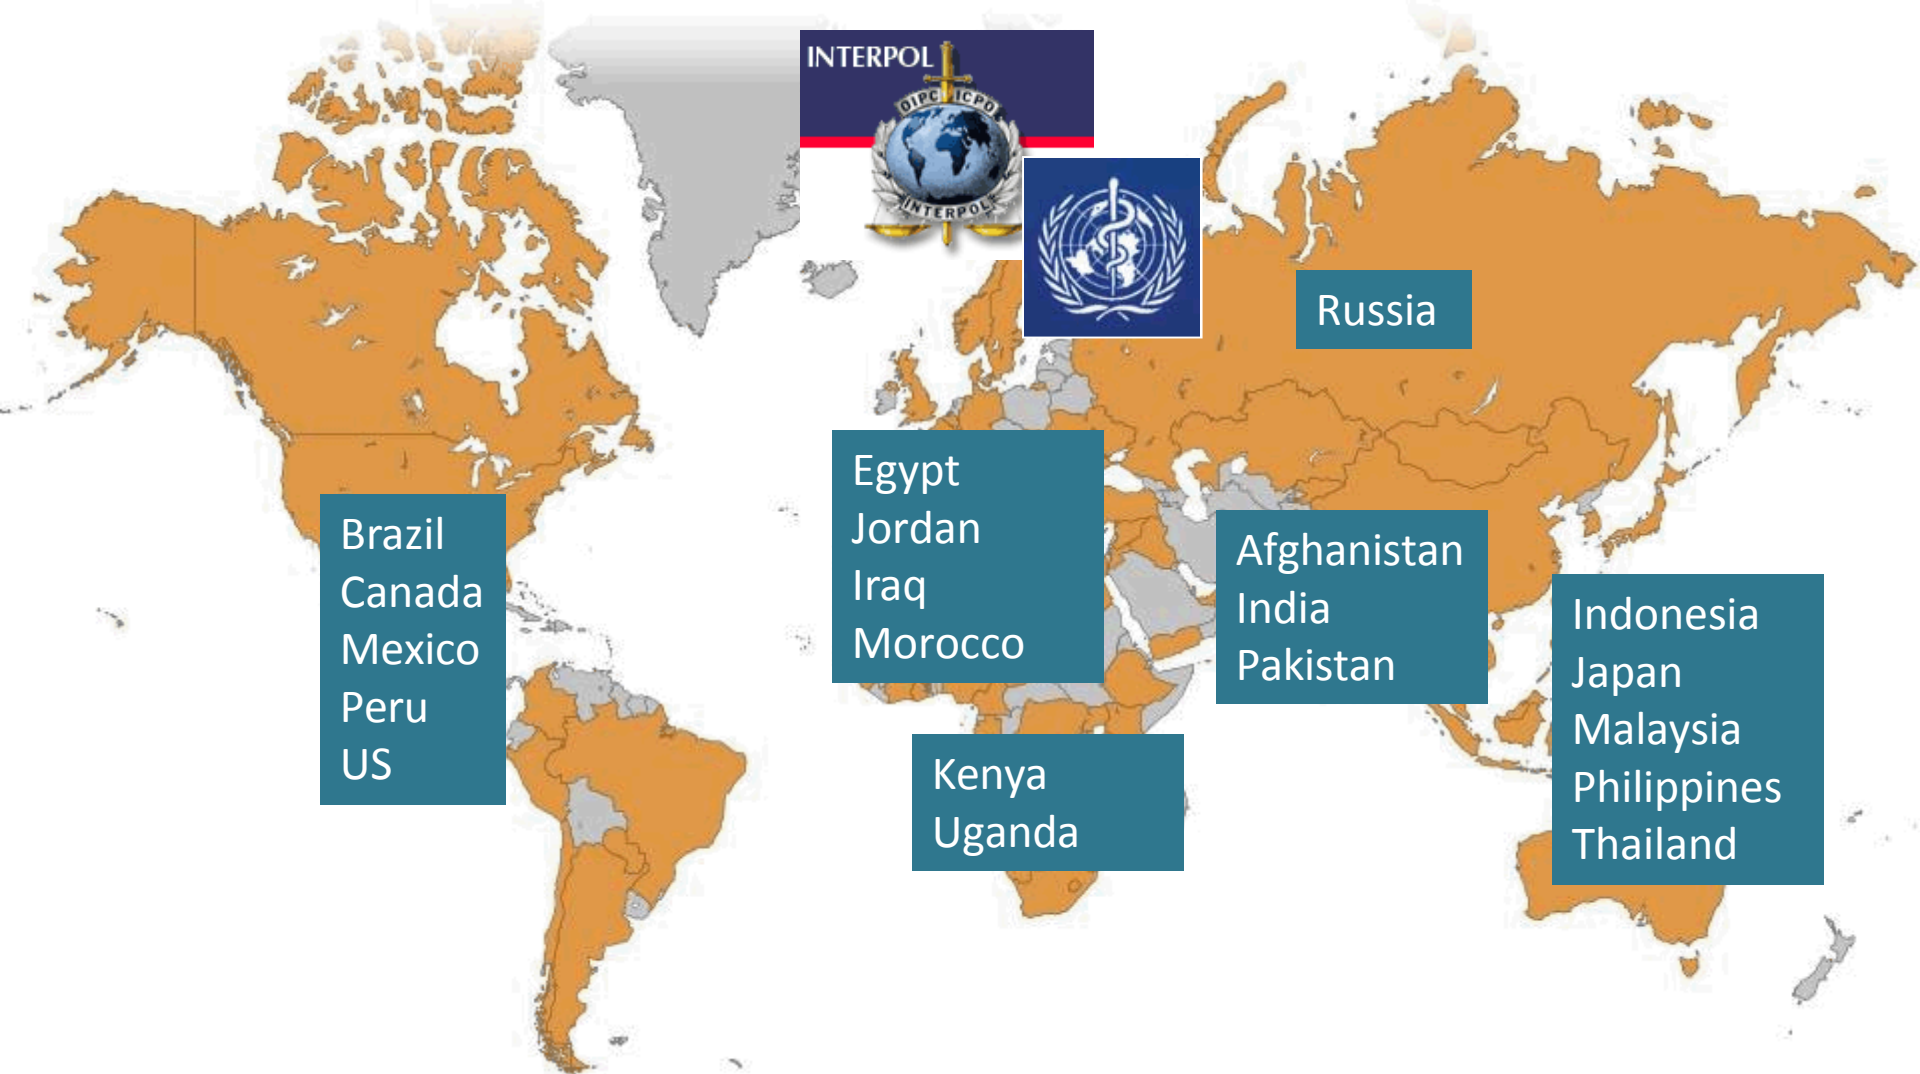 INTERPOL
OIPC ICPO
INTERPOL
Russia
Egypt
Jordan
Iraq
Morocco
Brazil
Canada
Mexico
Peru
US
Afghanistan
India
Pakistan
Indonesia
Japan
Malaysia
Philippines
Thailand
Kenya
Uganda